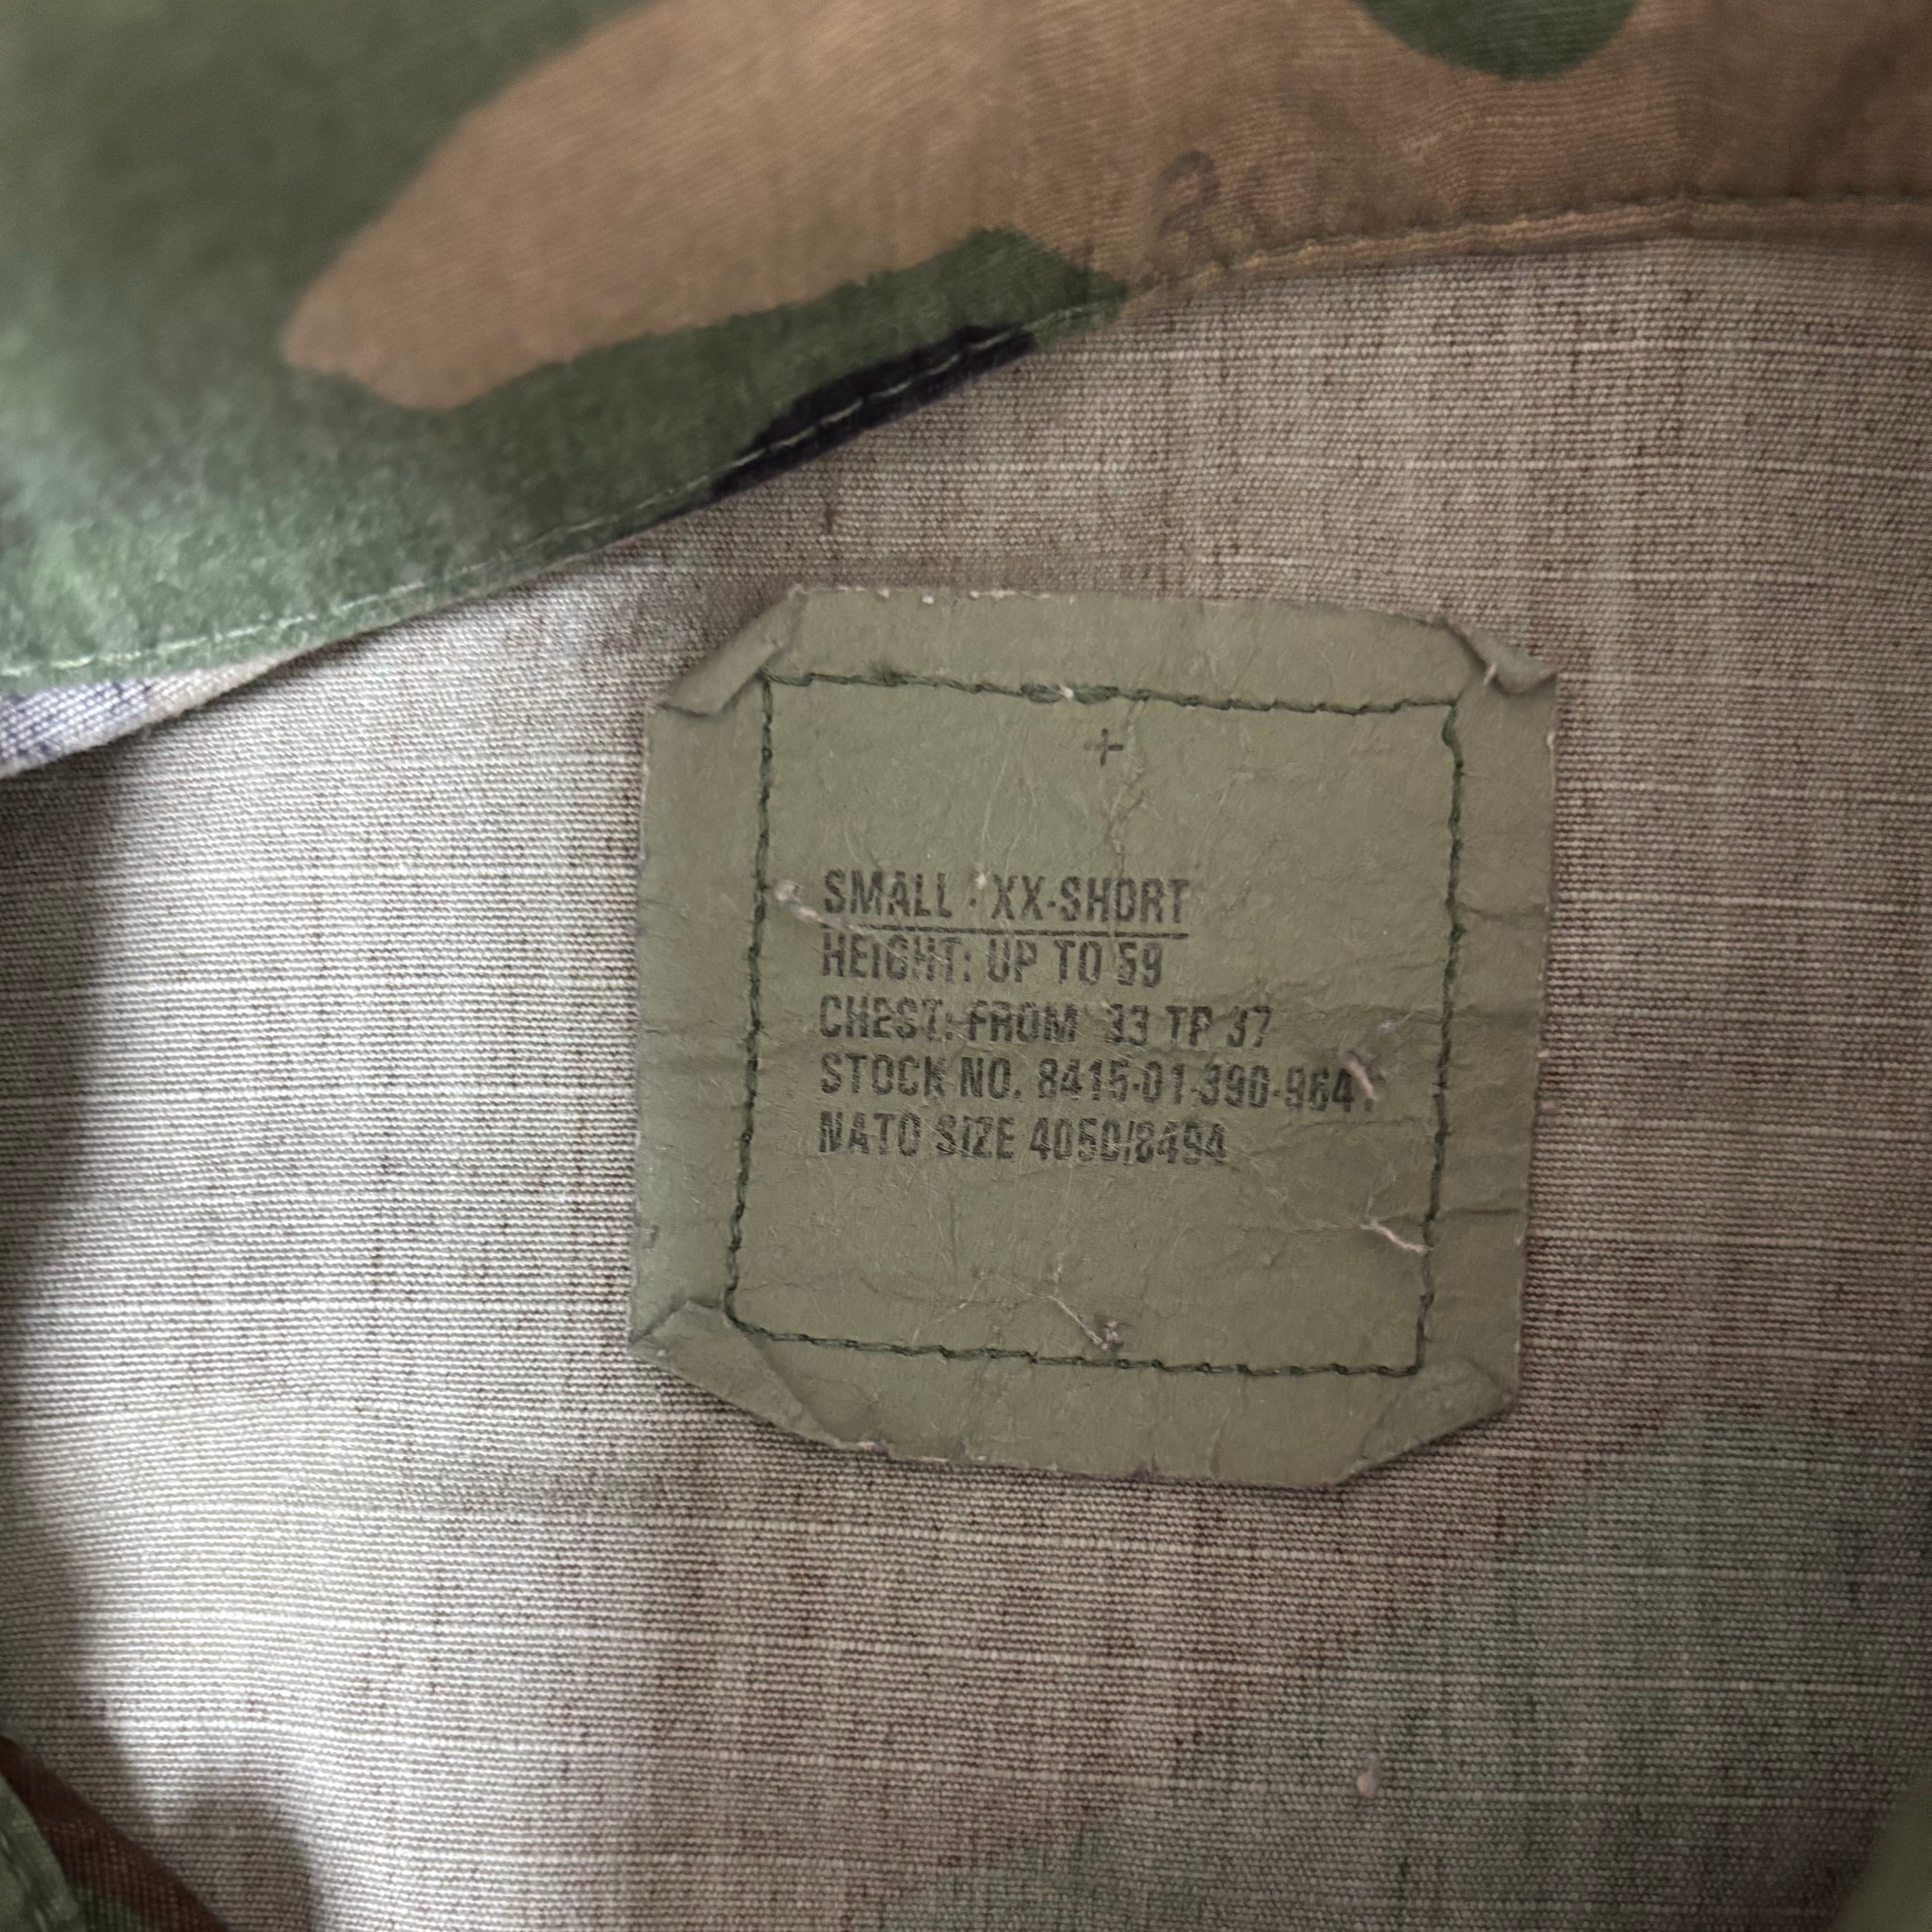 +
SMALL - XX-SHORT
HEIGHT: UP TO 59
CHEST: FROM 33 TP 37
STOCK NO. 8415-01-390-9641
NATO SIZE 4050/8494